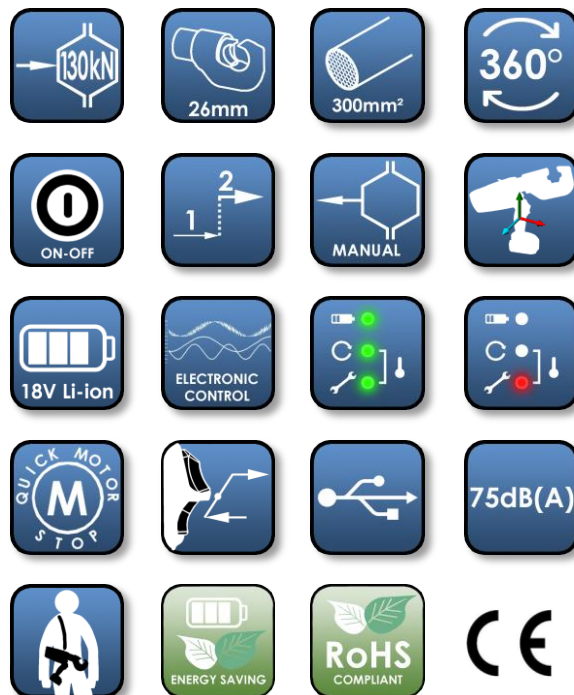 130kN
26mm
300mm²
360°
ON-OFF
1
2
MANUAL
18V Li-ion
ELECTRONIC
CONTROL
QUICK MOTOR
M
STOP
75dB(A)
ENERGY SAVING
RoHS
COMPLIANT
CE